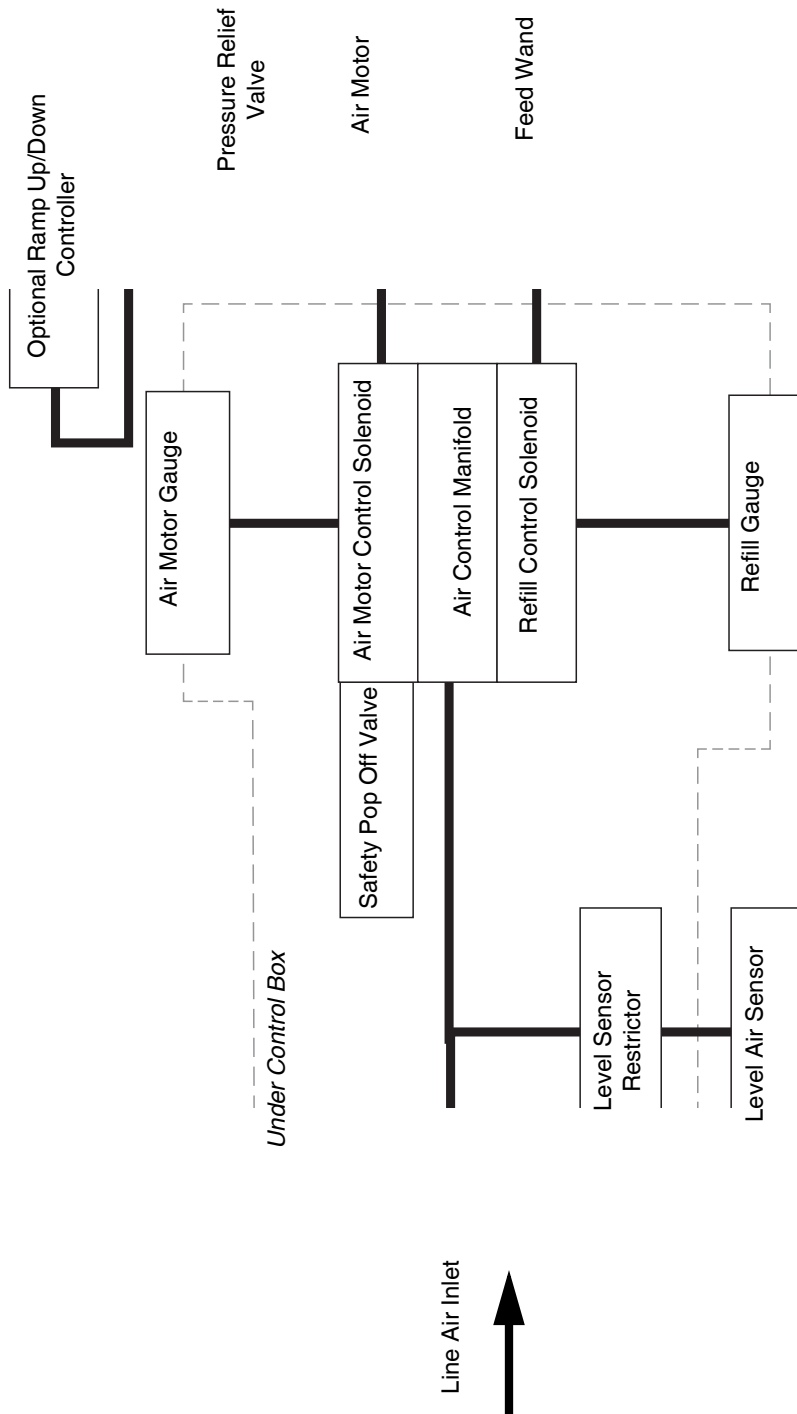 Optional Ramp Up/Down
Controller
Pressure Relief
Valve
Air Motor
Feed Wand
Air Motor Gauge
Air Motor Control Solenoid
Air Control Manifold
Refill Control Solenoid
Refill Gauge
Safety Pop Off Valve
Under Control Box
Level Sensor
Restrictor
Level Air Sensor
Line Air Inlet